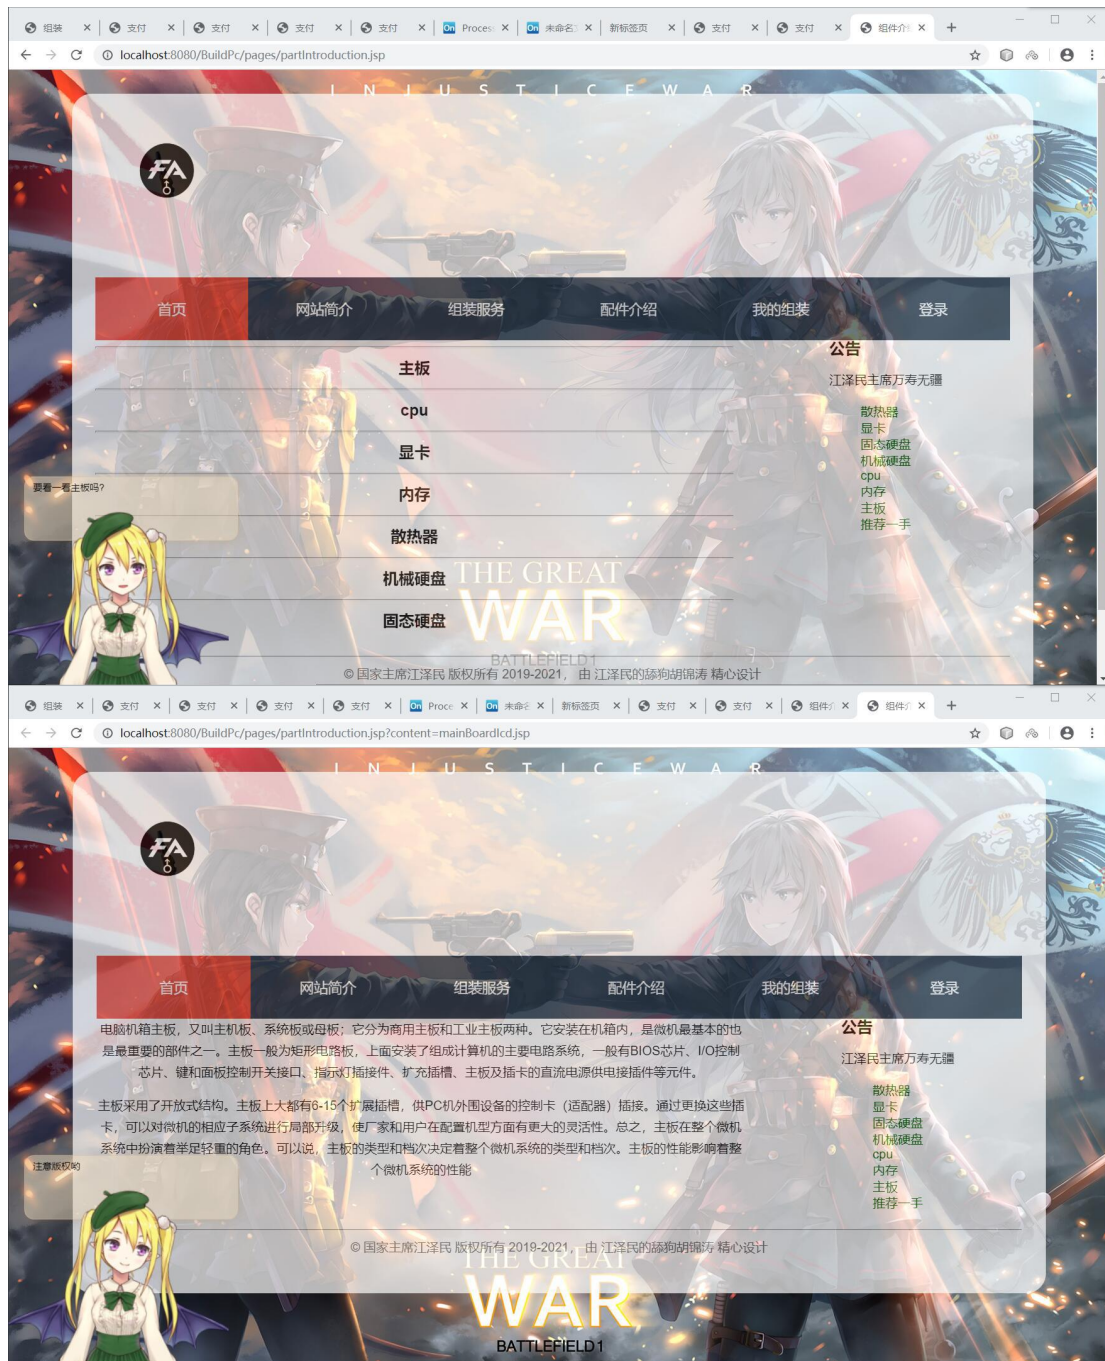 组装
支付
支付
支付
支付
Proces
未命名
新标签页
支付
支付
组件介
localhost:8080/BuildPc/pages/partIntroduction.jsp
INJUSTICEWAR
FA
首页
网站简介
组装服务
配件介绍
我的组装
登录
公告
江泽民主席万寿无疆
主板
cpu
显卡
内存
散热器
机械硬盘
固态硬盘
散热器
显卡
固态硬盘
机械硬盘
cpu
内存
主板
推荐一手
要看一看主板吗?
THE GREAT
WAR
BATTLEFIELD1
© 国家主席江泽民 版权所有 2019-2021， 由 江泽民的舔狗胡锦涛 精心设计
组装
支付
支付
支付
支付
Proce
未命名
新标签页
支付
支付
组件
组件
localhost:8080/BuildPc/pages/partIntroduction.jsp?content=mainBoardIcd.jsp
INJUSTICEWAR
FA
首页
网站简介
组装服务
配件介绍
我的组装
登录
电脑机箱主板，又叫主机板、系统板或母板；它分为商用主板和工业主板两种。它安装在机箱内，是微机最基本的也
是最重要的部件之一。主板一般为矩形电路板，上面安装了组成计算机的主要电路系统，一般有BIOS芯片、I/O控制
芯片、键和面板控制开关接口、指示灯插接件、扩充插槽、主板及插卡的直流电源供电接插件等元件。
主板采用了开放式结构。主板上大都有6-15个扩展插槽，供PC机外围设备的控制卡（适配器）插接。通过更换这些插
卡，可以对微机的相应子系统进行局部升级，使厂家和用户在配置机型方面有更大的灵活性。总之，主板在整个微机
系统中扮演着举足轻重的角色。可以说，主板的类型和档次决定着整个微机系统的类型和档次。主板的性能影响着整
个微机系统的性能
公告
江泽民主席万寿无疆
散热器
显卡
固态硬盘
机械硬盘
cpu
内存
主板
推荐一手
注意版权哟
© 国家主席江泽民 版权所有 2019-2021， 由 江泽民的舔狗胡锦涛 精心设计
THE GREAT
WAR
BATTLEFIELD1